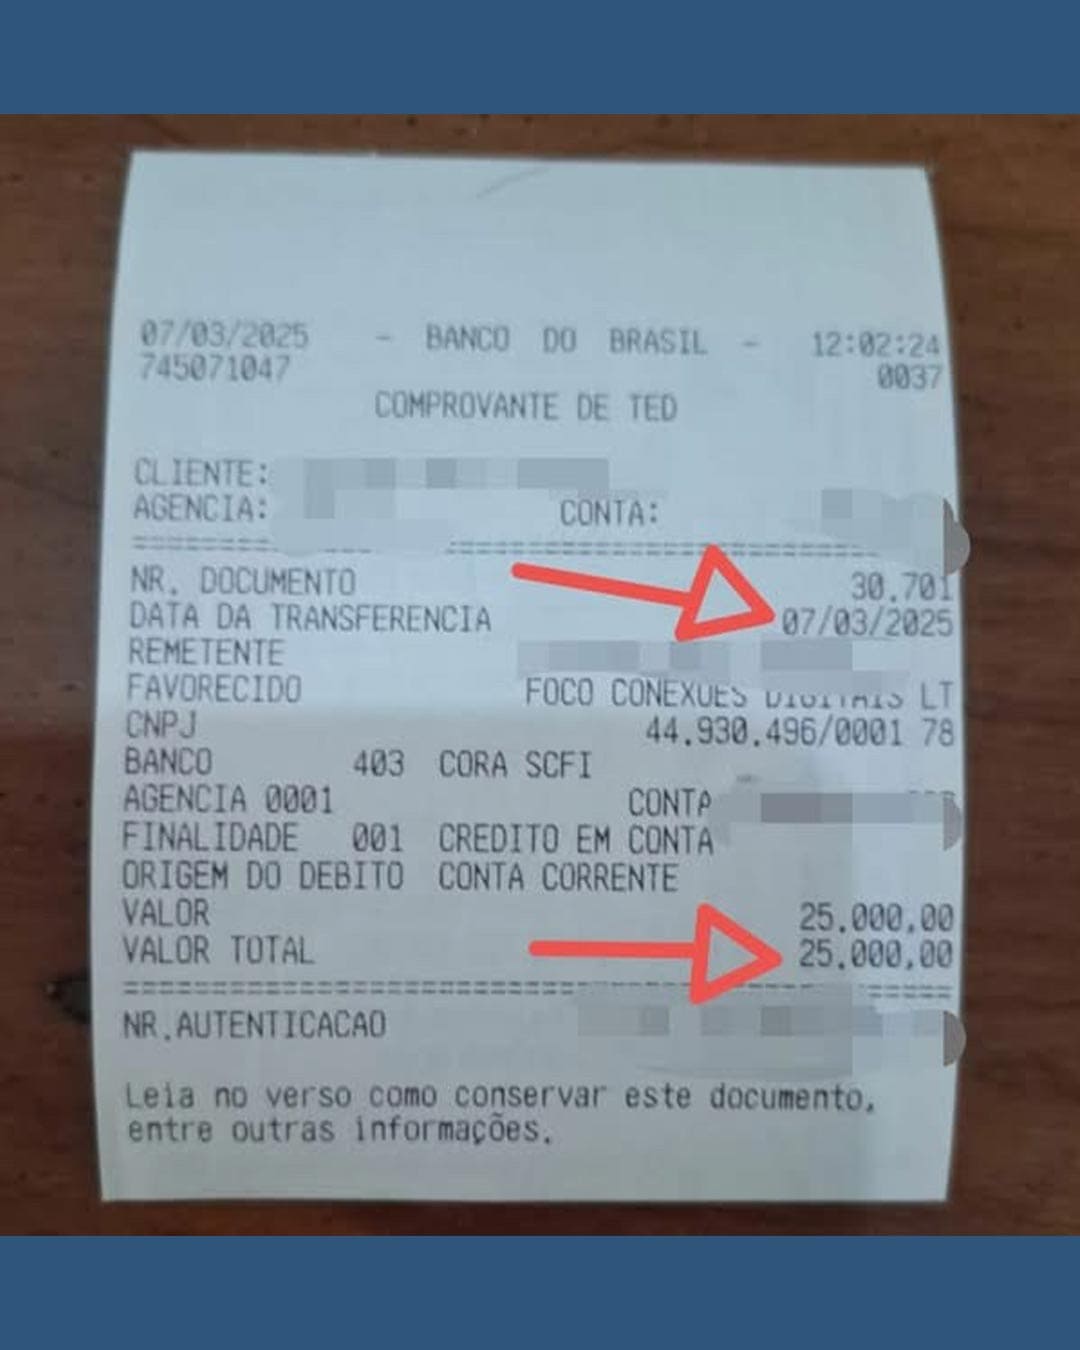 07/03/2025 - BANCO DO BRASIL - 12:02:24
745071047 0037
COMPROVANTE DE TED
CLIENTE:
AGENCIA: CONTA:
NR. DOCUMENTO 30.701
DATA DA TRANSFERENCIA 07/03/2025
REMETENTE
FAVORECIDO FOCO CONEXOES DIGITAIS LT
CNPJ 44.930.496/0001 78
BANCO 403 CORA SCFI
AGENCIA 0001 CONTA
FINALIDADE 001 CREDITO EM CONTA
ORIGEM DO DEBITO CONTA CORRENTE
VALOR 25.000,00
VALOR TOTAL 25.000,00
NR.AUTENTICACAO
Leia no verso como conservar este documento,
entre outras informações.